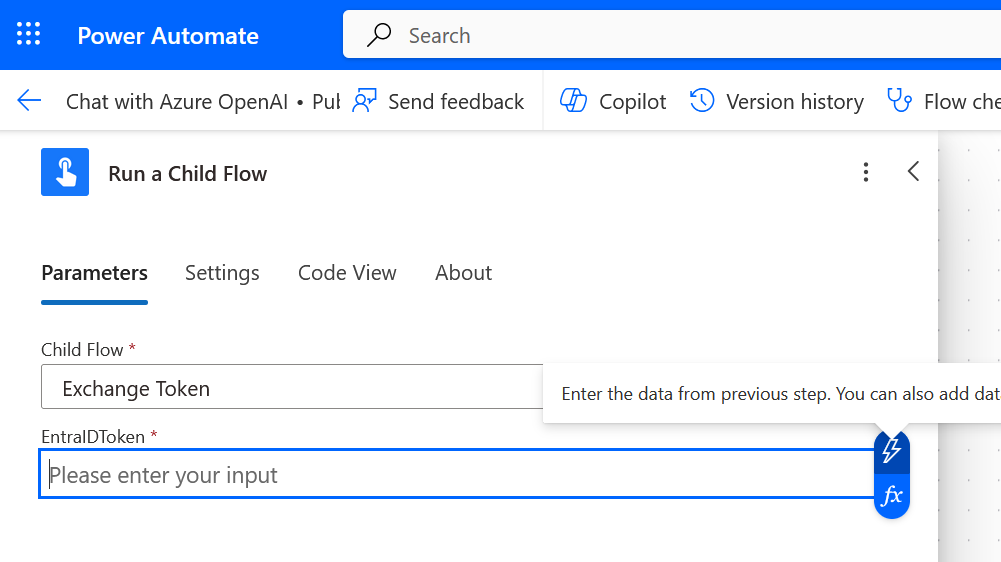 Power Automate
Search
Chat with Azure OpenAI • Pub
Send feedback
Copilot
Version history
Flow che
Run a Child Flow
Parameters
Settings
Code View
About
Child Flow *
Exchange Token
Enter the data from previous step. You can also add dat
EntraIDToken *
Please enter your input
fx